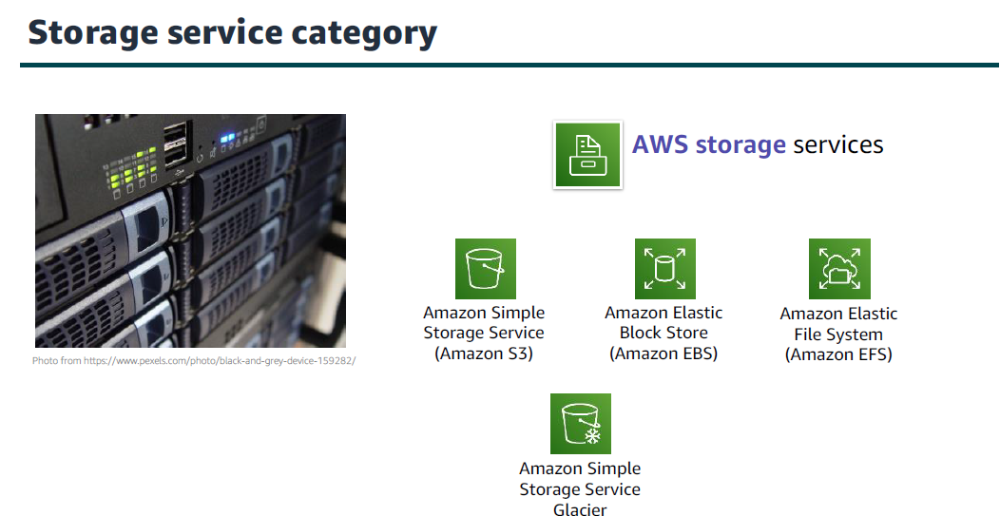 Storage service category
AWS storage services
Amazon Simple
Storage Service
(Amazon S3)
Amazon Elastic
Block Store
(Amazon EBS)
Amazon Elastic
File System
(Amazon EFS)
Photo from https://www.pexels.com/photo/black-and-grey-device-159282/
Amazon Simple
Storage Service
Glacier